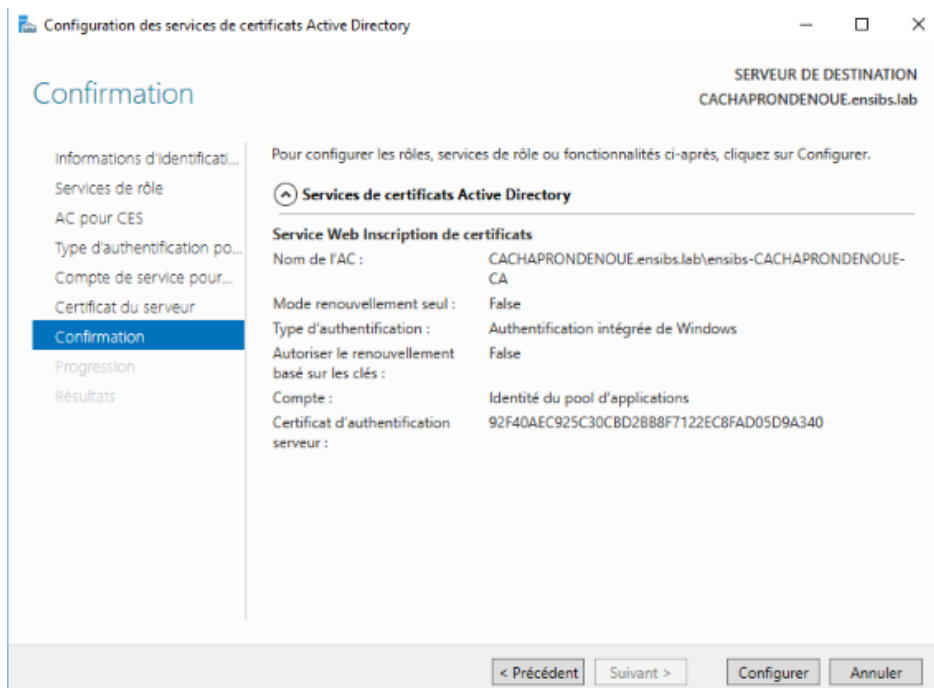 Configuration des services de certificats Active Directory
Confirmation
SERVEUR DE DESTINATION
CACHAPRONDENOUE.ensibs.lab
Informations d'identificati...
Services de rôle
AC pour CES
Type d'authentification po...
Compte de service pour...
Certificat du serveur
Confirmation
Progression
Résultats
Pour configurer les rôles, services de rôle ou fonctionnalités ci-après, cliquez sur Configurer.
Services de certificats Active Directory
Service Web Inscription de certificats
Nom de l'AC : CACHAPRONDENOUE.ensibs.lab\ensibs-CACHAPRONDENOUE-
CA
Mode renouvellement seul : False
Type d'authentification : Authentification intégrée de Windows
Autoriser le renouvellement False
basé sur les clés :
Compte : Identité du pool d'applications
Certificat d'authentification 92F40AEC925C30CBD2BB8F7122EC8FAD05D9A340
serveur :
< Précédent Suivant > Configurer Annuler